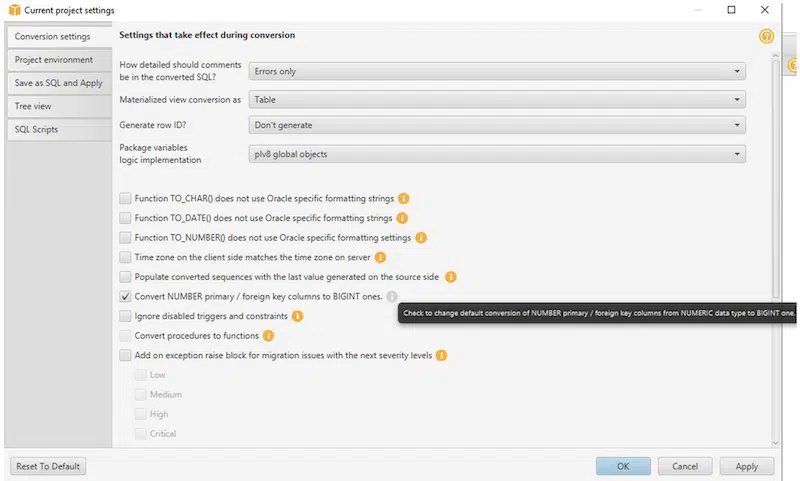 Current project settings
Conversion settings
Project environment
Save as SQL and Apply
Tree view
SQL Scripts
Settings that take effect during conversion
How detailed should comments
be in the converted SQL?
Errors only
Materialized view conversion as
Table
Generate row ID?
Don't generate
Package variables
logic implementation
plv8 global objects
Function TO_CHAR() does not use Oracle specific formatting strings
Function TO_DATE() does not use Oracle specific formatting strings
Function TO_NUMBER() does not use Oracle specific formatting settings
Time zone on the client side matches the time zone on server
Populate converted sequences with the last value generated on the source side
Convert NUMBER primary / foreign key columns to BIGINT ones.
Check to change default conversion of NUMBER primary / foreign key columns from NUMERIC data type to BIGINT one.
Ignore disabled triggers and constraints
Convert procedures to functions
Add on exception raise block for migration issues with the next severity levels
Low
Medium
High
Critical
Reset To Default
OK
Cancel
Apply